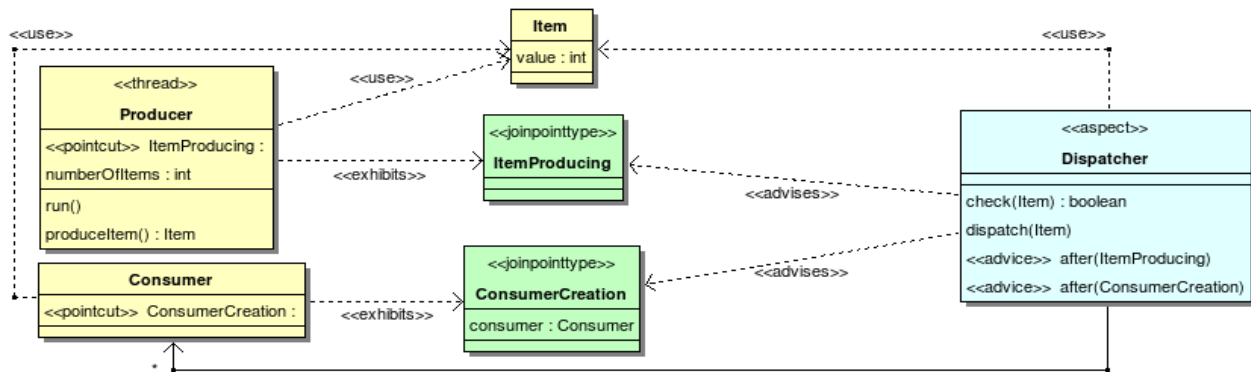 <<use>>
Item
value : int
<<use>>
<<use>>
<<thread>>
Producer
<<pointcut>> ItemProducing :
numberOfItems : int
run()
produceItem() : Item
<<joinpointtype>>
ItemProducing
<<exhibits>>
<<advises>>
<<aspect>>
Dispatcher
check(Item) : boolean
dispatch(Item)
<<advice>> after(ItemProducing)
<<advice>> after(ConsumerCreation)
Consumer
<<pointcut>> ConsumerCreation :
<<joinpointtype>>
ConsumerCreation
consumer : Consumer
<<exhibits>>
<<advises>>
*